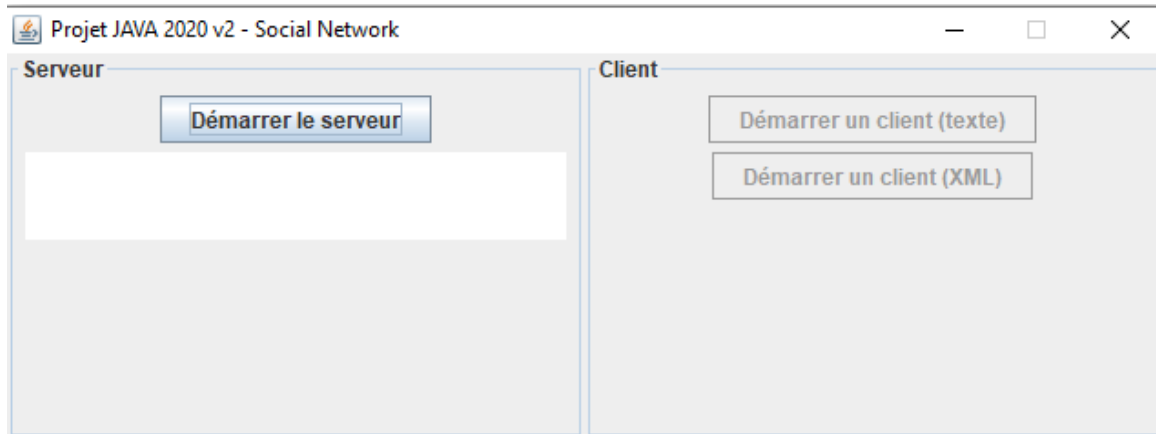 Projet JAVA 2020 v2 - Social Network
Serveur
Démarrer le serveur
Client
Démarrer un client (texte)
Démarrer un client (XML)